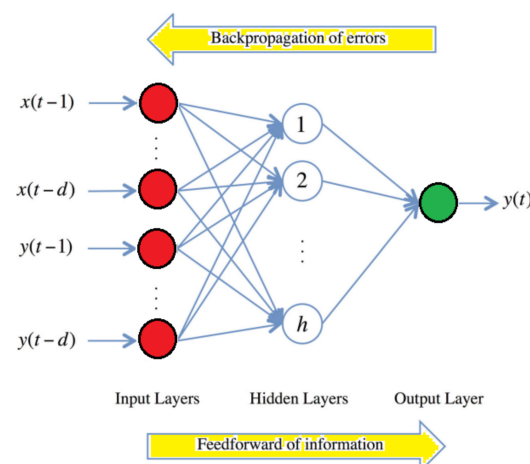 Backpropagation of errors
x(t−1)
x(t−d)
y(t−1)
y(t−d)
1
2
h
y(t)
Input Layers Hidden Layers Output Layer
Feedforward of information